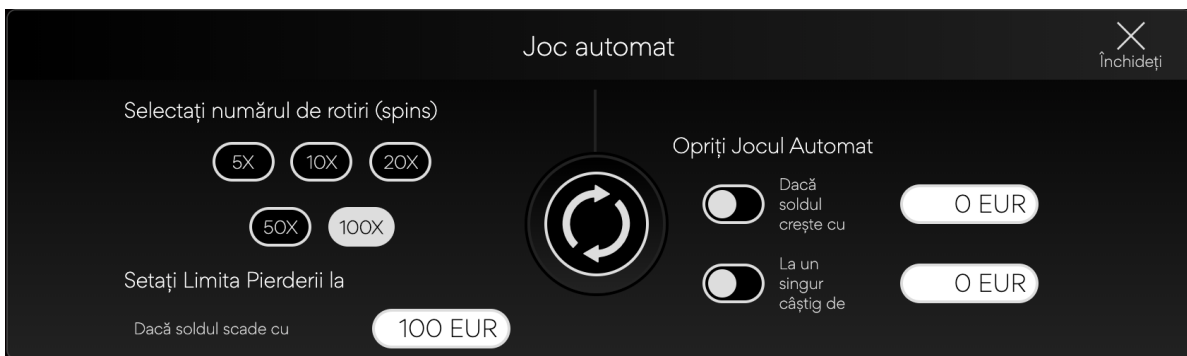 Joc automat
Închideți
Selectați numărul de rotiri (spins)
5X 10X 20X
50X 100X
Setați Limita Pierderii la
Dacă soldul scade cu 100 EUR
Opriți Jocul Automat
Dacă
soldul
crește cu
0 EUR
La un
singur
câștig de
0 EUR